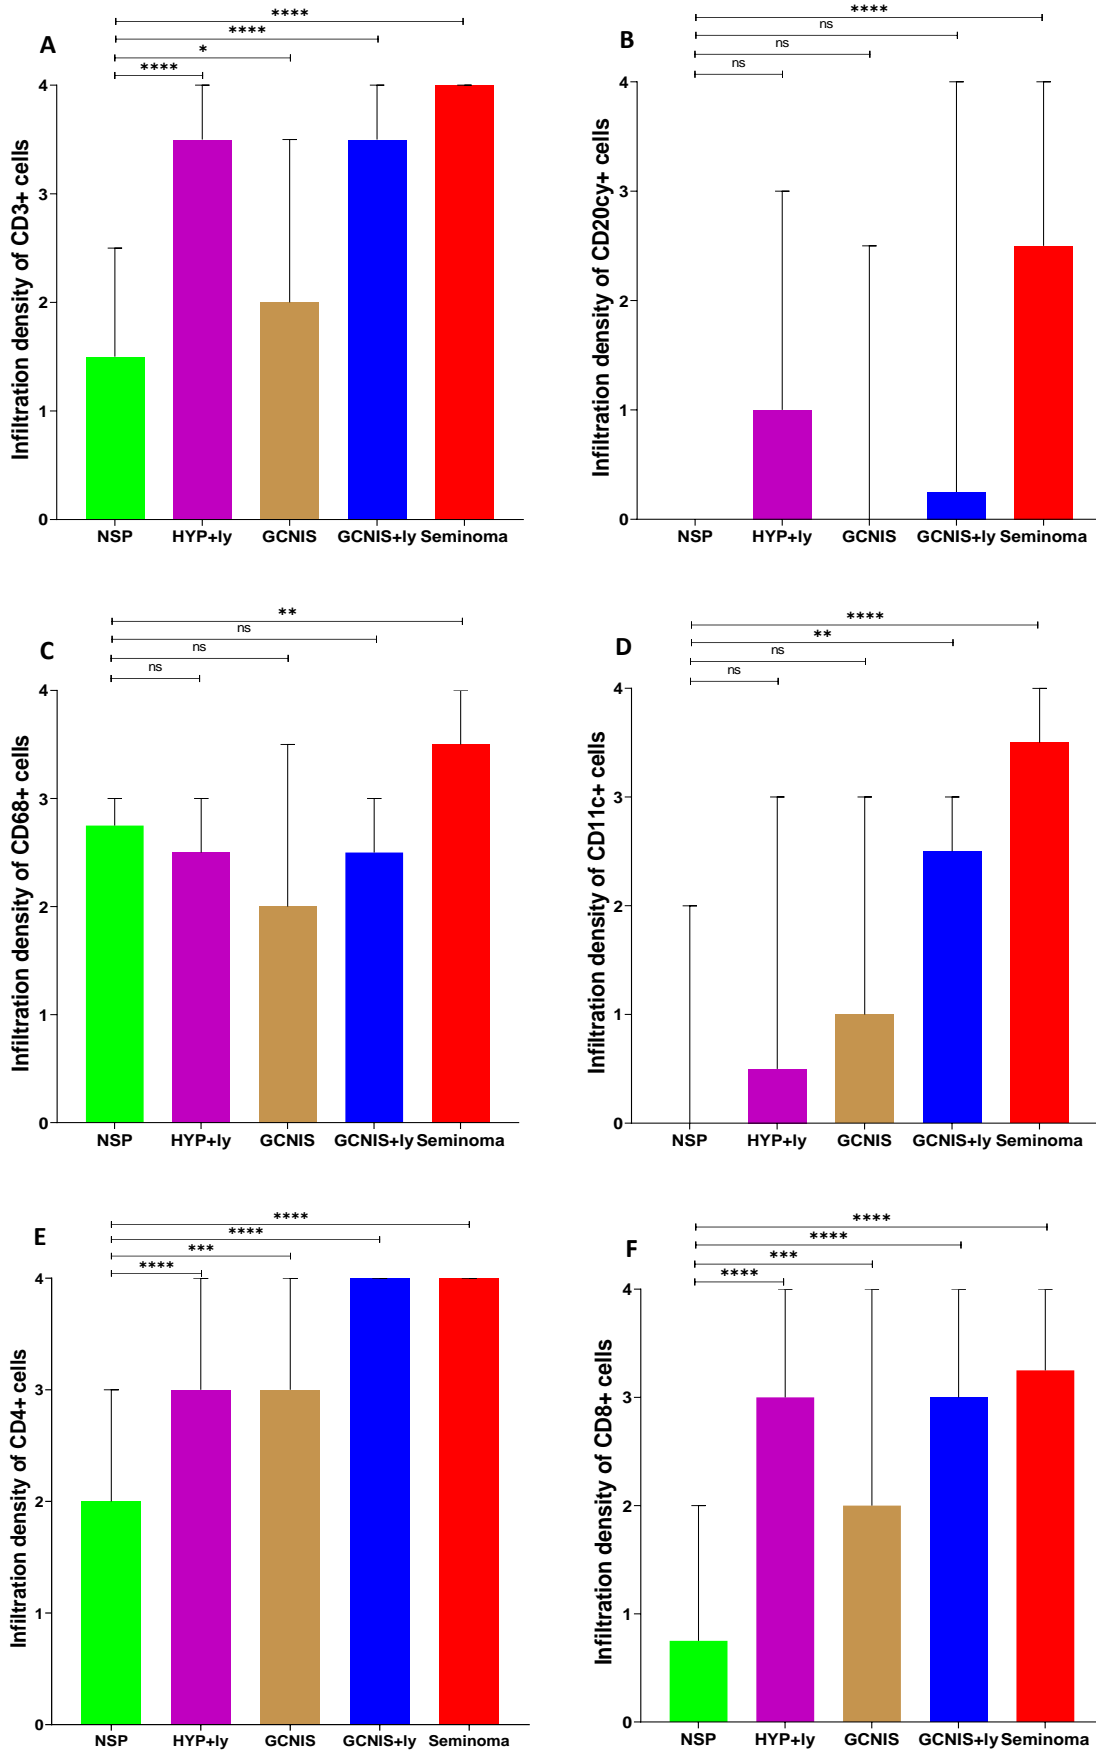 A
****
****
*
****
Infiltration density of CD3+ cells
4
3
2
1
0
NSP HYP+ly GCNIS GCNIS+ly Seminoma
B
****
ns
ns
ns
Infiltration density of CD20cy+ cells
4
3
2
1
0
NSP HYP+ly GCNIS GCNIS+ly Seminoma
C
**
ns
ns
ns
Infiltration density of CD68+ cells
4
3
2
1
0
NSP HYP+ly GCNIS GCNIS+ly Seminoma
D
****
**
ns
ns
Infiltration density of CD11c+ cells
4
3
2
1
0
NSP HYP+ly GCNIS GCNIS+ly Seminoma
E
****
****
***
****
Infiltration density of CD4+ cells
4
3
2
1
0
NSP HYP+ly GCNIS GCNIS+ly Seminoma
F
****
****
***
****
Infiltration density of CD8+ cells
4
3
2
1
0
NSP HYP+ly GCNIS GCNIS+ly Seminoma